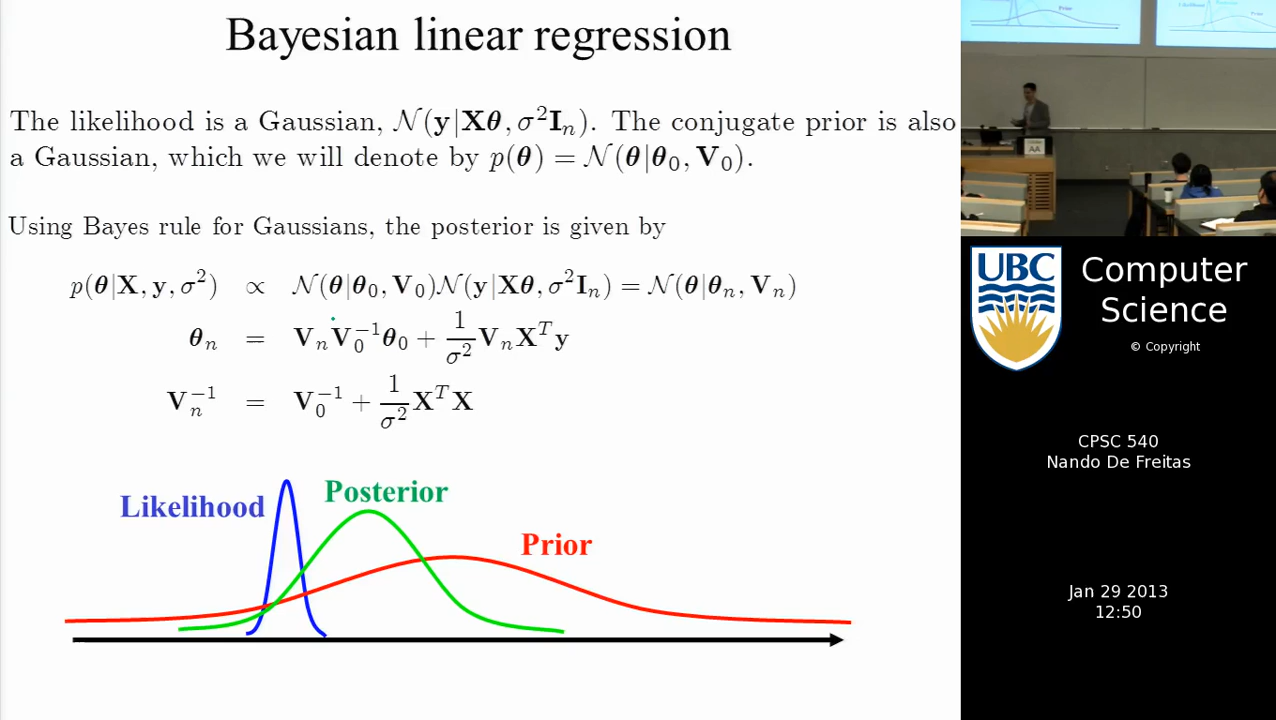 Bayesian linear regression
The likelihood is a Gaussian, 𝒩(y|Xθ, σ²Iₙ). The conjugate prior is also
a Gaussian, which we will denote by p(θ) = 𝒩(θ|θ₀, V₀).
Using Bayes rule for Gaussians, the posterior is given by
p(θ|X, y, σ²) ∝ 𝒩(θ|θ₀, V₀)𝒩(y|Xθ, σ²Iₙ) = 𝒩(θ|θₙ, Vₙ)
θₙ = VₙV₀⁻¹θ₀ + 1/σ² VₙXᵀy
Vₙ⁻¹ = V₀⁻¹ + 1/σ² XᵀX
Likelihood
Posterior
Prior
AA
UBC
Computer
Science
© Copyright
CPSC 540
Nando De Freitas
Jan 29 2013
12:50